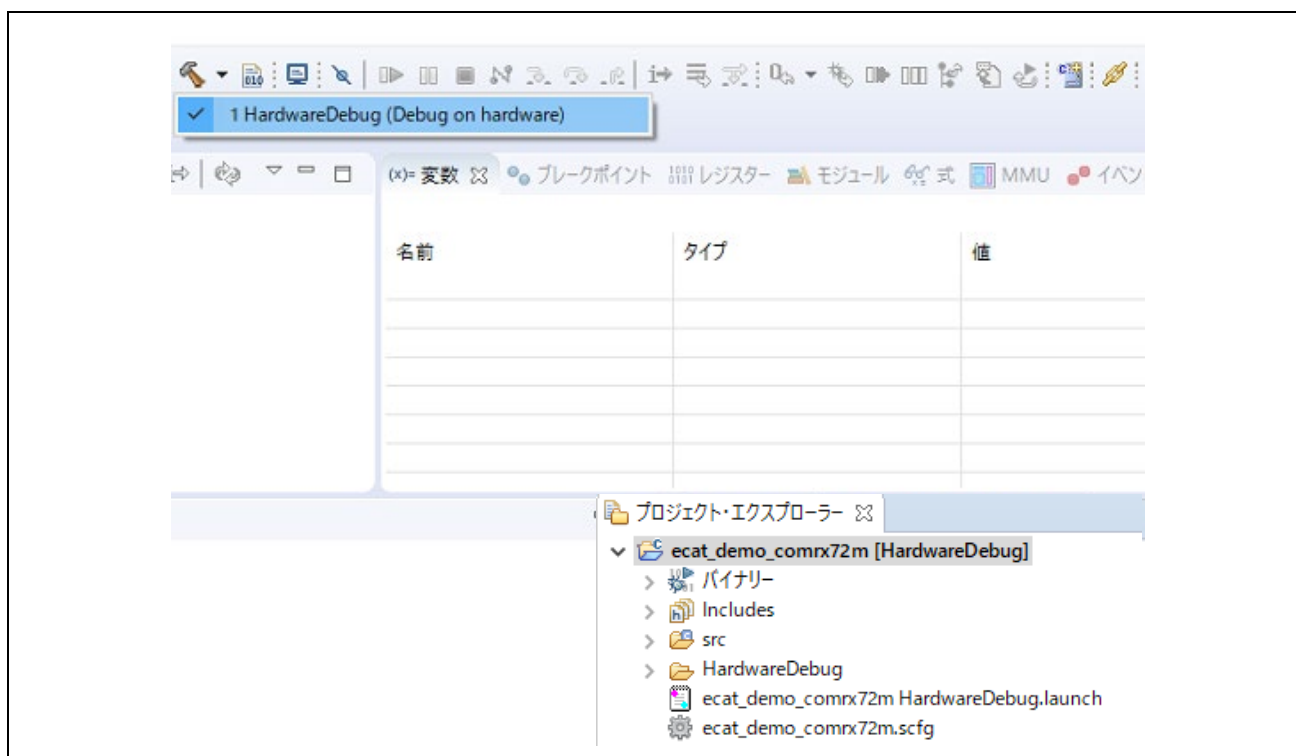 1 HardwareDebug (Debug on hardware)
(x)= 変数 ブレークポイント レジスター モジュール 式 MMU イベン
名前 タイプ 値
プロジェクト・エクスプローラー
ecat_demo_comrx72m [HardwareDebug]
バイナリー
Includes
src
HardwareDebug
ecat_demo_comrx72m HardwareDebug.launch
ecat_demo_comrx72m.scfg